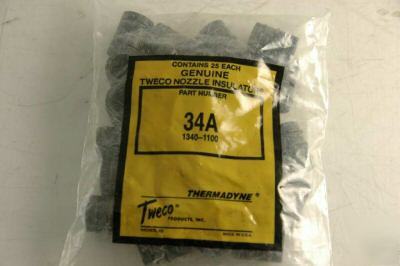 CONTAINS 25 EACH
GENUINE
TWECO NOZZLE INSULATOR
PART NUMBER
34A
1340-1100
THERMADYNE®
Tweco®
PRODUCTS, INC.
MADE IN U.S.A.